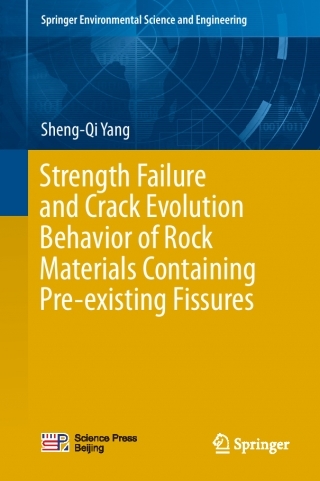 Springer Environmental Science and Engineering
Sheng-Qi Yang
Strength Failure
and Crack Evolution
Behavior of Rock
Materials Containing
Pre-existing Fissures
Science Press
Beijing
Springer